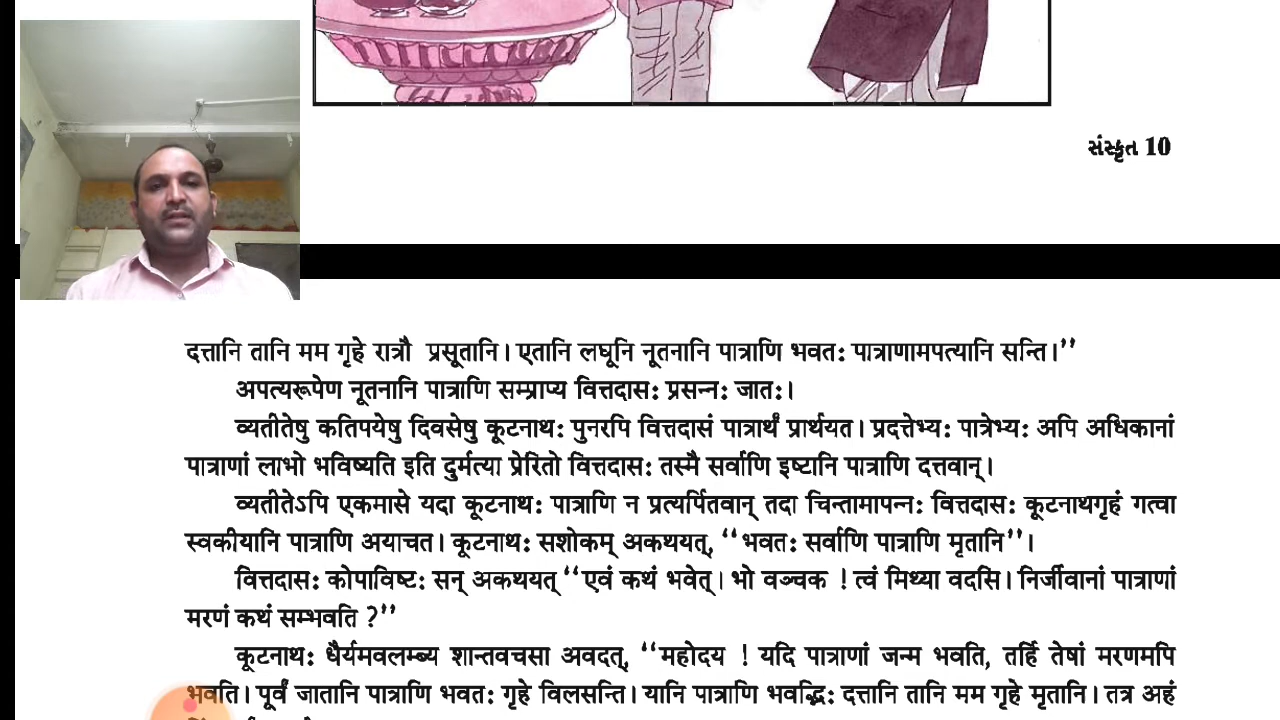 સંસ્કૃત 10
दत्तानि तानि मम गृहे रात्रौ प्रसूतानि। एतानि लघूनि नूतनानि पात्राणि भवतः पात्राणामपत्यानि सन्ति।’’
अपत्यरूपेण नूतनानि पात्राणि सम्प्राप्य वित्तदासः प्रसन्नः जातः।
व्यतीतेषु कतिपयेषु दिवसेषु कूटनाथः पुनरपि वित्तदासं पात्रार्थं प्रार्थयत। प्रदत्तेभ्यः पात्रेभ्यः अपि अधिकानां
पात्राणां लाभो भविष्यति इति दुर्मत्या प्रेरितो वित्तदासः तस्मै सर्वाणि इष्टानि पात्राणि दत्तवान्।
व्यतीतेऽपि एकमासे यदा कूटनाथः पात्राणि न प्रत्यर्पितवान् तदा चिन्तामापन्नः वित्तदासः कूटनाथगृहं गत्वा
स्वकीयानि पात्राणि अयाचत। कूटनाथः सशोकम् अकथयत्, ‘‘भवतः सर्वाणि पात्राणि मृतानि’’।
वित्तदासः कोपाविष्टः सन् अकथयत् ‘‘एवं कथं भवेत्। भो वञ्चक ! त्वं मिथ्या वदसि। निर्जीवानां पात्राणां
मरणं कथं सम्भवति ?’’
कूटनाथः धैर्यमवलम्ब्य शान्तवचसा अवदत्, ‘‘महोदय ! यदि पात्राणां जन्म भवति, तर्हि तेषां मरणमपि
भवति। पूर्वं जातानि पात्राणि भवतः गृहे विलसन्ति। यानि पात्राणि भवद्भिः दत्तानि तानि मम गृहे मृतानि। तत्र अहं